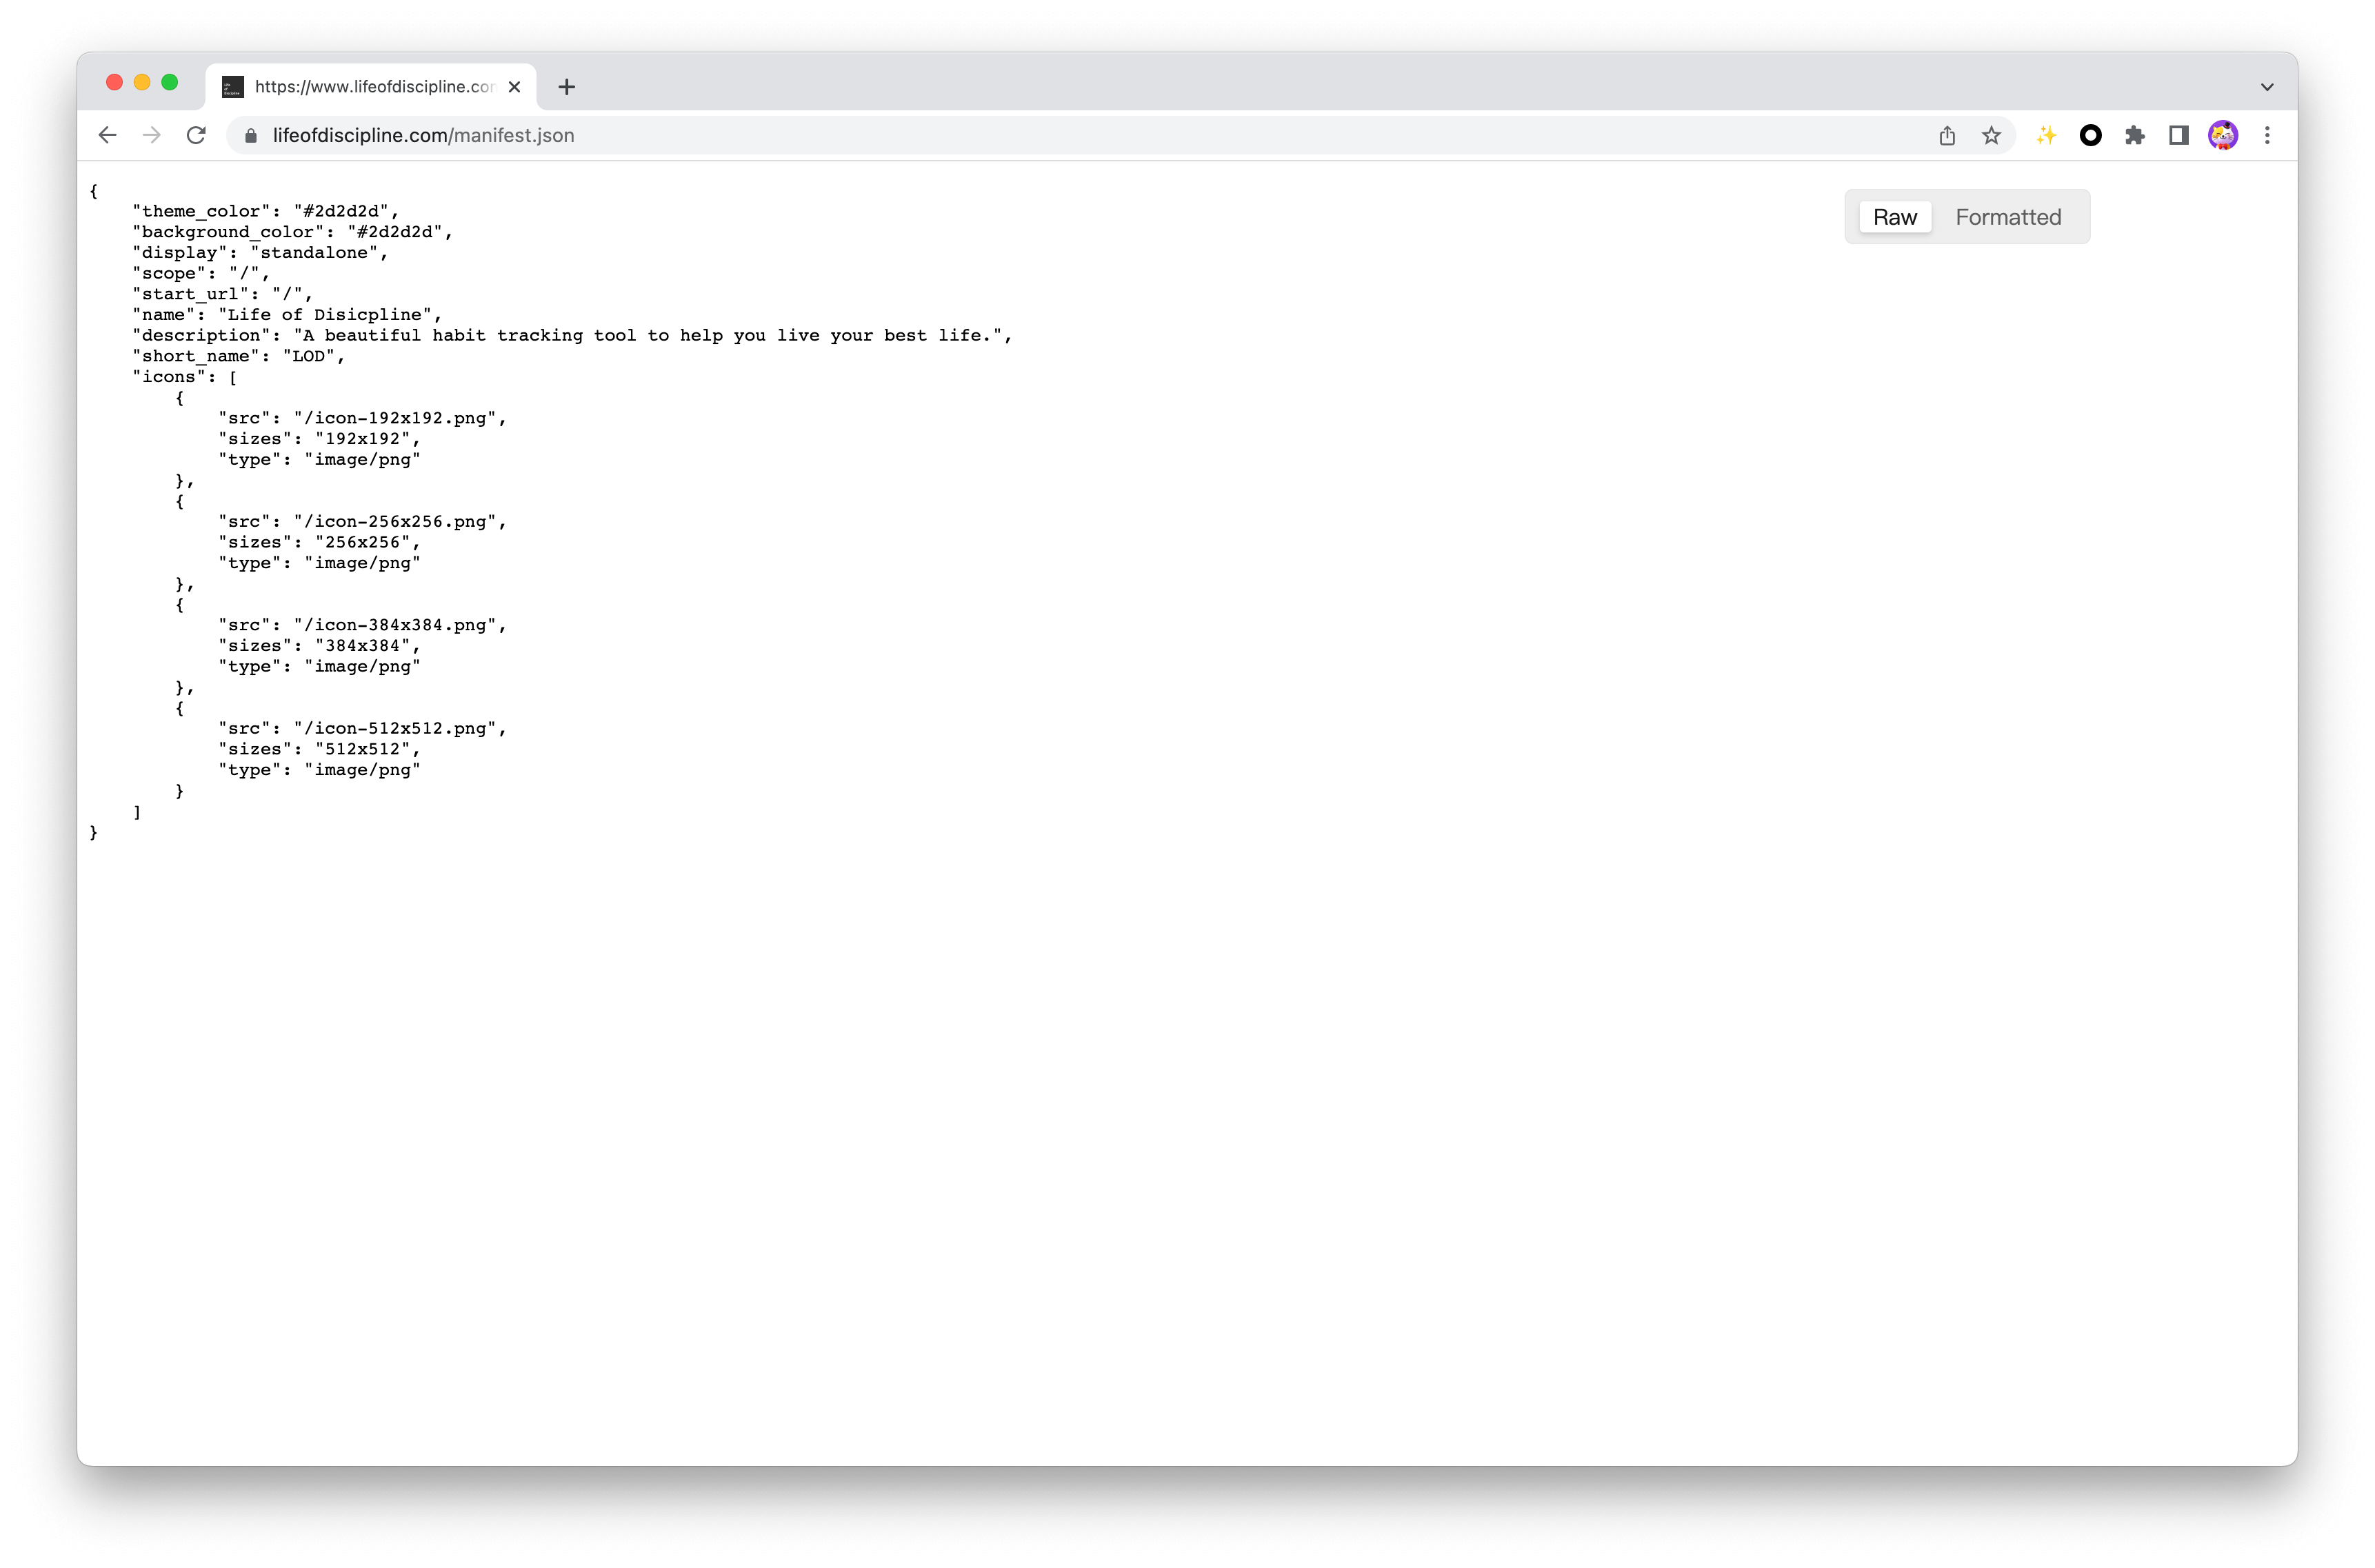 https://www.lifeofdiscipline.com
lifeofdiscipline.com/manifest.json
Raw Formatted
{
    "theme_color": "#2d2d2d",
    "background_color": "#2d2d2d",
    "display": "standalone",
    "scope": "/",
    "start_url": "/",
    "name": "Life of Disicpline",
    "description": "A beautiful habit tracking tool to help you live your best life.",
    "short_name": "LOD",
    "icons": [
        {
            "src": "/icon-192x192.png",
            "sizes": "192x192",
            "type": "image/png"
        },
        {
            "src": "/icon-256x256.png",
            "sizes": "256x256",
            "type": "image/png"
        },
        {
            "src": "/icon-384x384.png",
            "sizes": "384x384",
            "type": "image/png"
        },
        {
            "src": "/icon-512x512.png",
            "sizes": "512x512",
            "type": "image/png"
        }
    ]
}